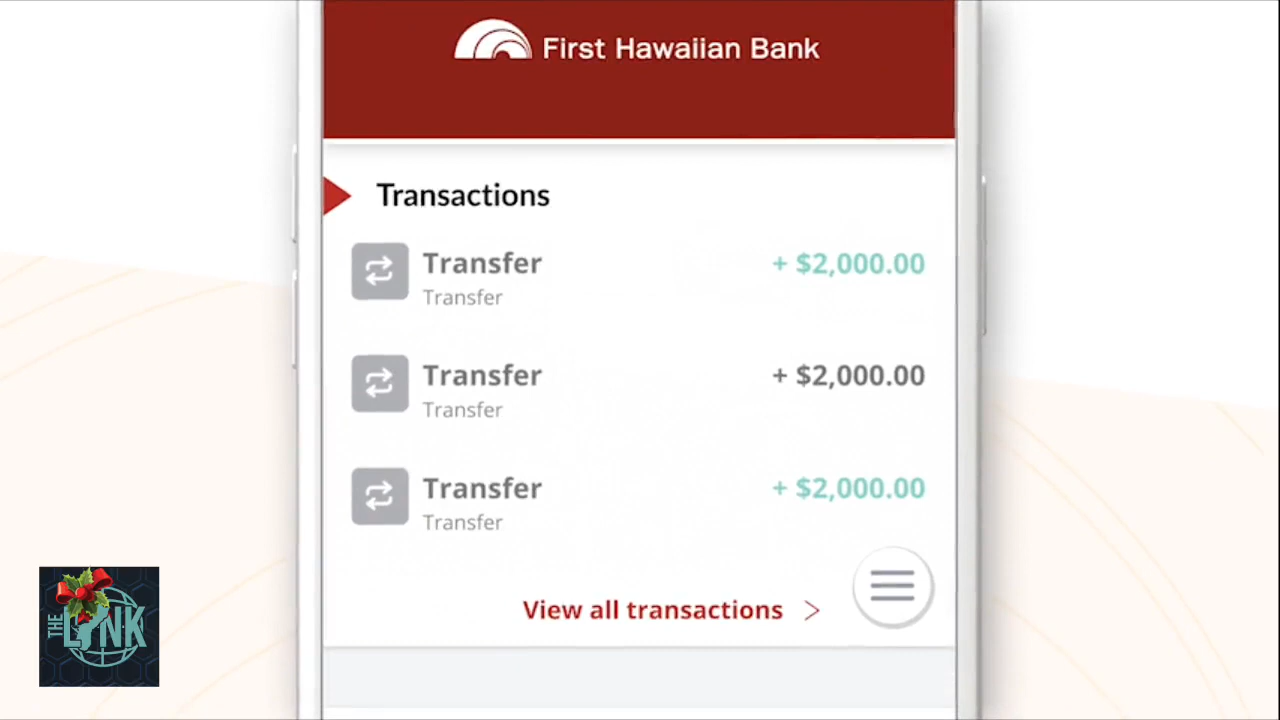 First Hawaiian Bank
Transactions
Transfer + $2,000.00
Transfer
Transfer + $2,000.00
Transfer
Transfer + $2,000.00
Transfer
View all transactions >
THE LYNK